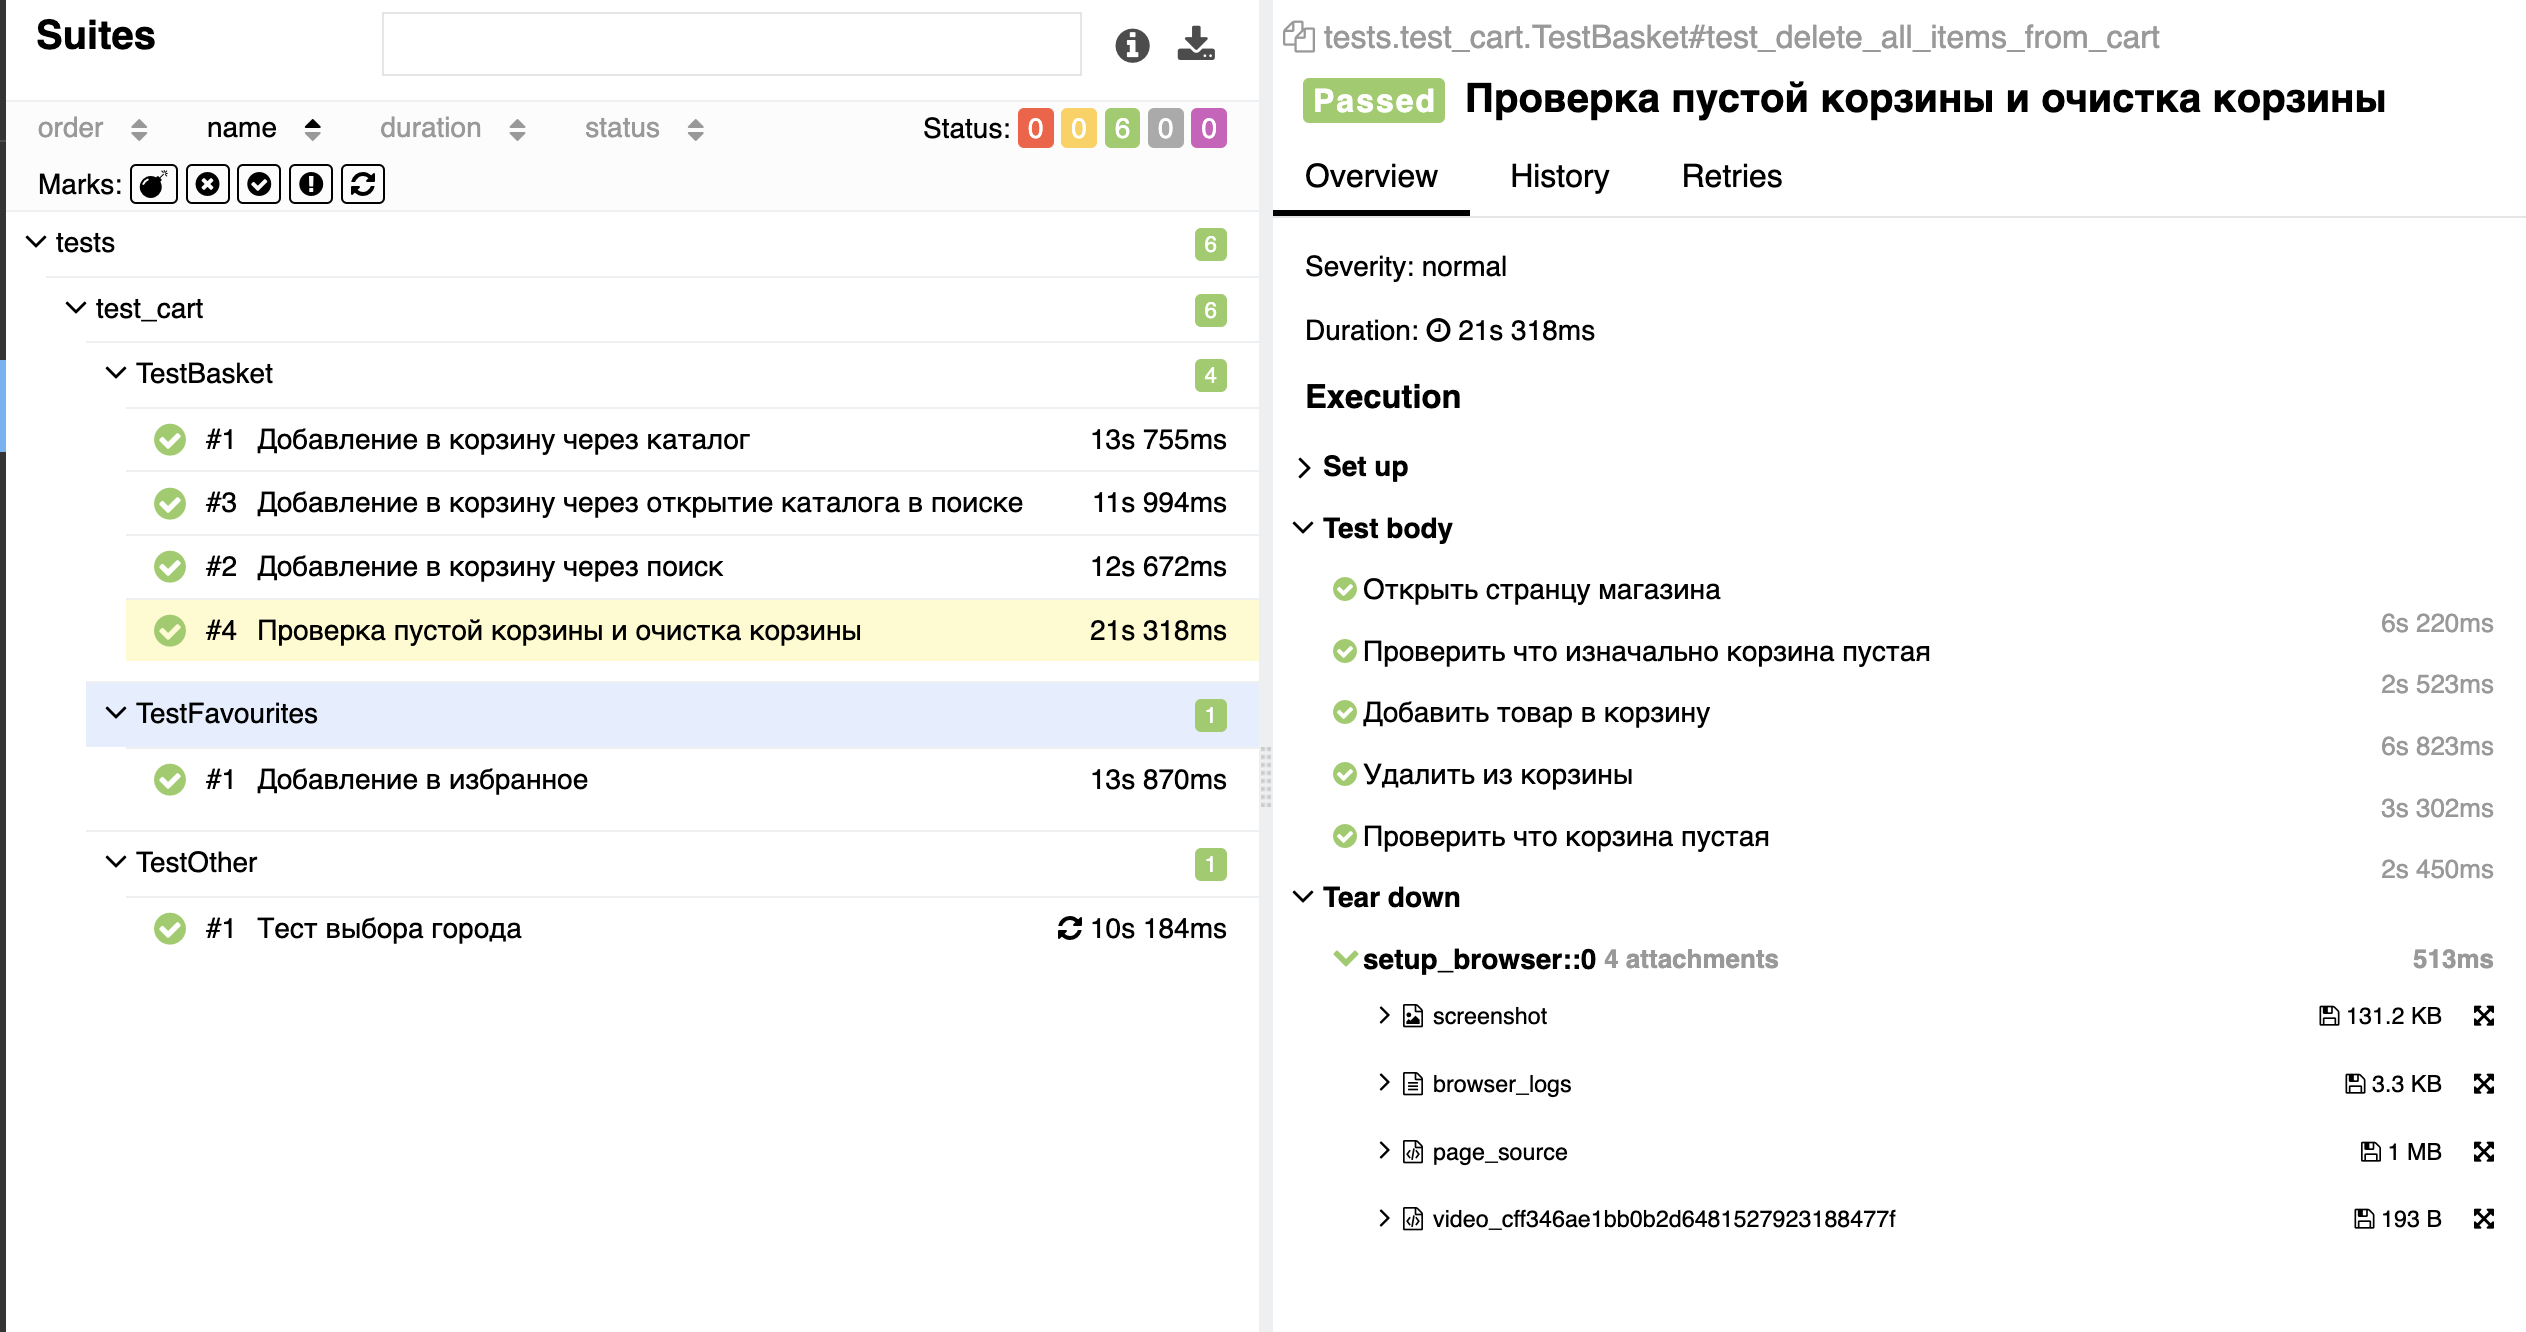 Suites
order name duration status Status: 0 0 6 0 0
Marks:
tests 6
test_cart 6
TestBasket 4
#1 Добавление в корзину через каталог 13s 755ms
#3 Добавление в корзину через открытие каталога в поиске 11s 994ms
#2 Добавление в корзину через поиск 12s 672ms
#4 Проверка пустой корзины и очистка корзины 21s 318ms
TestFavourites 1
#1 Добавление в избранное 13s 870ms
TestOther 1
#1 Тест выбора города 10s 184ms
tests.test_cart.TestBasket#test_delete_all_items_from_cart
Passed Проверка пустой корзины и очистка корзины
Overview History Retries
Severity: normal
Duration: 21s 318ms
Execution
Set up
Test body
Открыть странцу магазина
6s 220ms
Проверить что изначально корзина пустая
2s 523ms
Добавить товар в корзину
6s 823ms
Удалить из корзины
3s 302ms
Проверить что корзина пустая
2s 450ms
Tear down
setup_browser::0 4 attachments 513ms
screenshot 131.2 KB
browser_logs 3.3 KB
page_source 1 MB
video_cff346ae1bb0b2d6481527923188477f 193 B